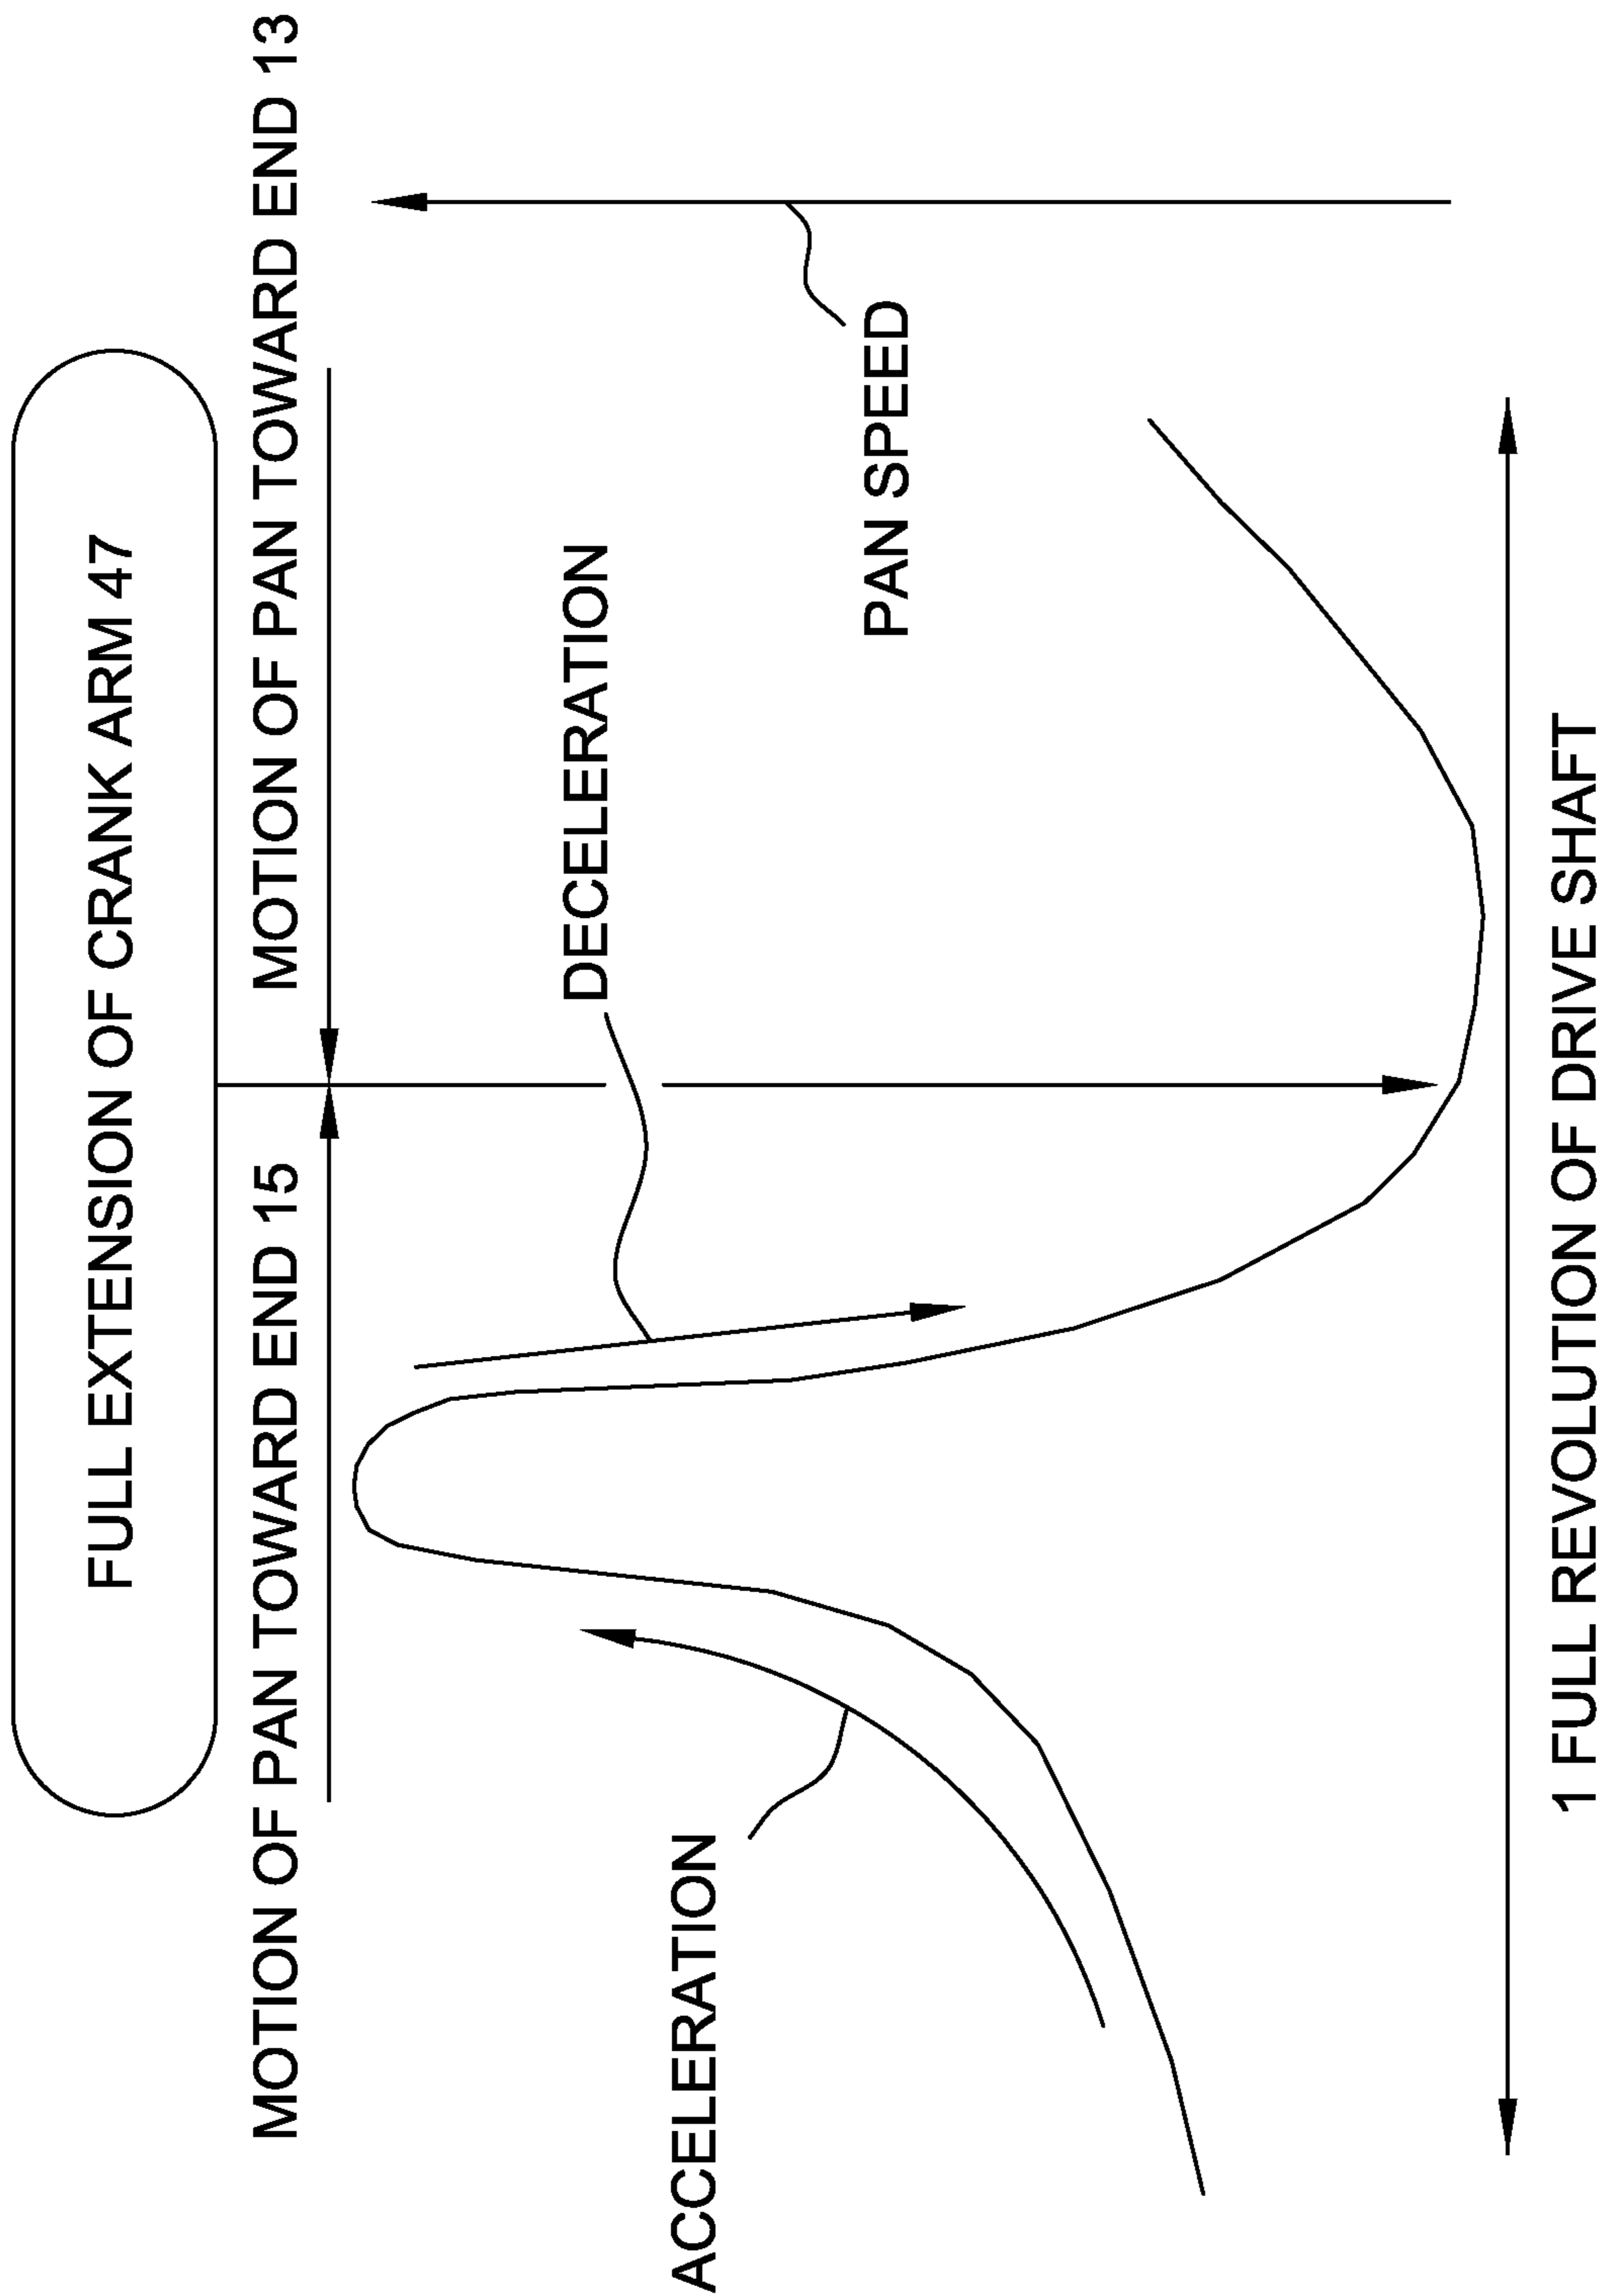 FULL EXTENSION OF CRANK ARM 47
MOTION OF PAN TOWARD END 15
MOTION OF PAN TOWARD END 13
DECELERATION
ACCELERATION
PAN SPEED
1 FULL REVOLUTION OF DRIVE SHAFT